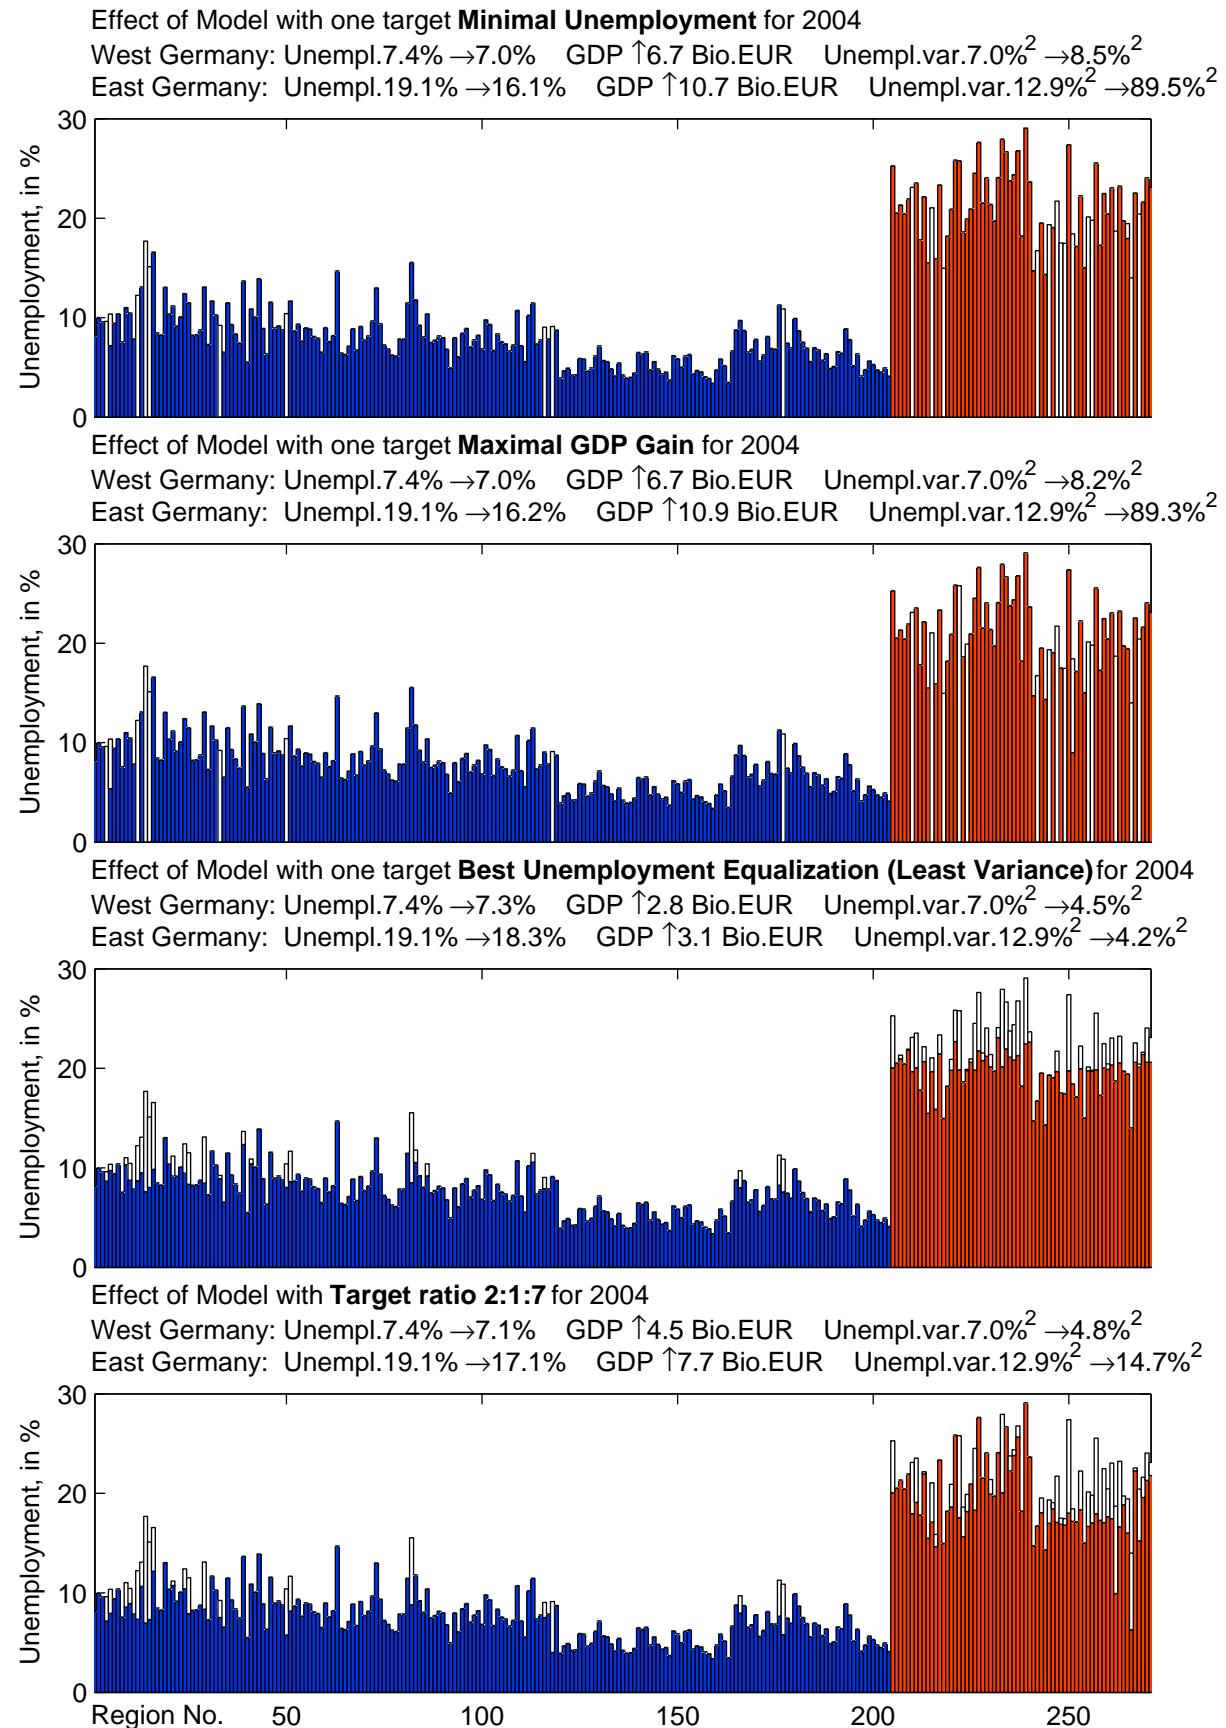 Effect of Model with one target Minimal Unemployment for 2004
West Germany: Unempl.7.4% →7.0% GDP ↑6.7 Bio.EUR Unempl.var.7.0%² →8.5%²
East Germany: Unempl.19.1% →16.1% GDP ↑10.7 Bio.EUR Unempl.var.12.9%² →89.5%²
30
20
10
0
Unemployment, in %
Effect of Model with one target Maximal GDP Gain for 2004
West Germany: Unempl.7.4% →7.0% GDP ↑6.7 Bio.EUR Unempl.var.7.0%² →8.2%²
East Germany: Unempl.19.1% →16.2% GDP ↑10.9 Bio.EUR Unempl.var.12.9%² →89.3%²
30
20
10
0
Unemployment, in %
Effect of Model with one target Best Unemployment Equalization (Least Variance) for 2004
West Germany: Unempl.7.4% →7.3% GDP ↑2.8 Bio.EUR Unempl.var.7.0%² →4.5%²
East Germany: Unempl.19.1% →18.3% GDP ↑3.1 Bio.EUR Unempl.var.12.9%² →4.2%²
30
20
10
0
Unemployment, in %
Effect of Model with Target ratio 2:1:7 for 2004
West Germany: Unempl.7.4% →7.1% GDP ↑4.5 Bio.EUR Unempl.var.7.0%² →4.8%²
East Germany: Unempl.19.1% →17.1% GDP ↑7.7 Bio.EUR Unempl.var.12.9%² →14.7%²
30
20
10
0
Unemployment, in %
Region No. 50 100 150 200 250